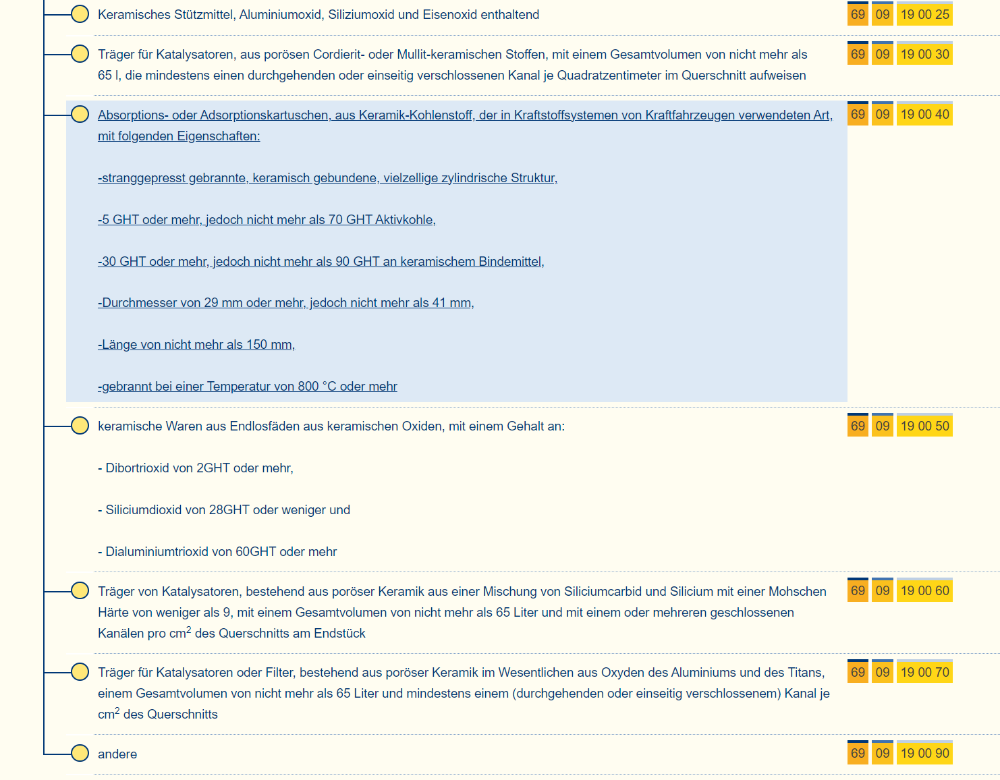 Keramisches Stützmittel, Aluminiumoxid, Siliziumoxid und Eisenoxid enthaltend 69 09 19 00 25
Träger für Katalysatoren, aus porösen Cordierit- oder Mullit-keramischen Stoffen, mit einem Gesamtvolumen von nicht mehr als 69 09 19 00 30
65 l, die mindestens einen durchgehenden oder einseitig verschlossenen Kanal je Quadratzentimeter im Querschnitt aufweisen
Absorptions- oder Adsorptionskartuschen, aus Keramik-Kohlenstoff, der in Kraftstoffsystemen von Kraftfahrzeugen verwendeten Art, 69 09 19 00 40
mit folgenden Eigenschaften:
-stranggepresst gebrannte, keramisch gebundene, vielzellige zylindrische Struktur,
-5 GHT oder mehr, jedoch nicht mehr als 70 GHT Aktivkohle,
-30 GHT oder mehr, jedoch nicht mehr als 90 GHT an keramischem Bindemittel,
-Durchmesser von 29 mm oder mehr, jedoch nicht mehr als 41 mm,
-Länge von nicht mehr als 150 mm,
-gebrannt bei einer Temperatur von 800 °C oder mehr
keramische Waren aus Endlosfäden aus keramischen Oxiden, mit einem Gehalt an: 69 09 19 00 50
- Dibortrioxid von 2GHT oder mehr,
- Siliciumdioxid von 28GHT oder weniger und
- Dialuminiumtrioxid von 60GHT oder mehr
Träger von Katalysatoren, bestehend aus poröser Keramik aus einer Mischung von Siliciumcarbid und Silicium mit einer Mohschen 69 09 19 00 60
Härte von weniger als 9, mit einem Gesamtvolumen von nicht mehr als 65 Liter und mit einem oder mehreren geschlossenen
Kanälen pro cm² des Querschnitts am Endstück
Träger für Katalysatoren oder Filter, bestehend aus poröser Keramik im Wesentlichen aus Oxyden des Aluminiums und des Titans, 69 09 19 00 70
einem Gesamtvolumen von nicht mehr als 65 Liter und mindestens einem (durchgehenden oder einseitig verschlossenem) Kanal je
cm² des Querschnitts
andere 69 09 19 00 90